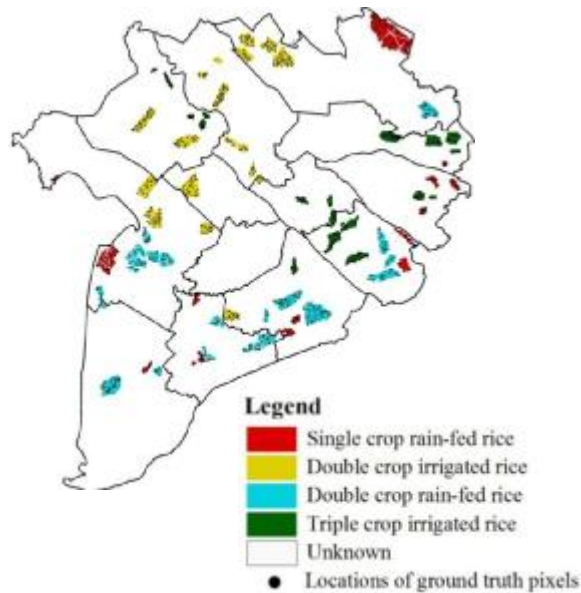 Legend
Single crop rain-fed rice
Double crop irrigated rice
Double crop rain-fed rice
Triple crop irrigated rice
Unknown
Locations of ground truth pixels